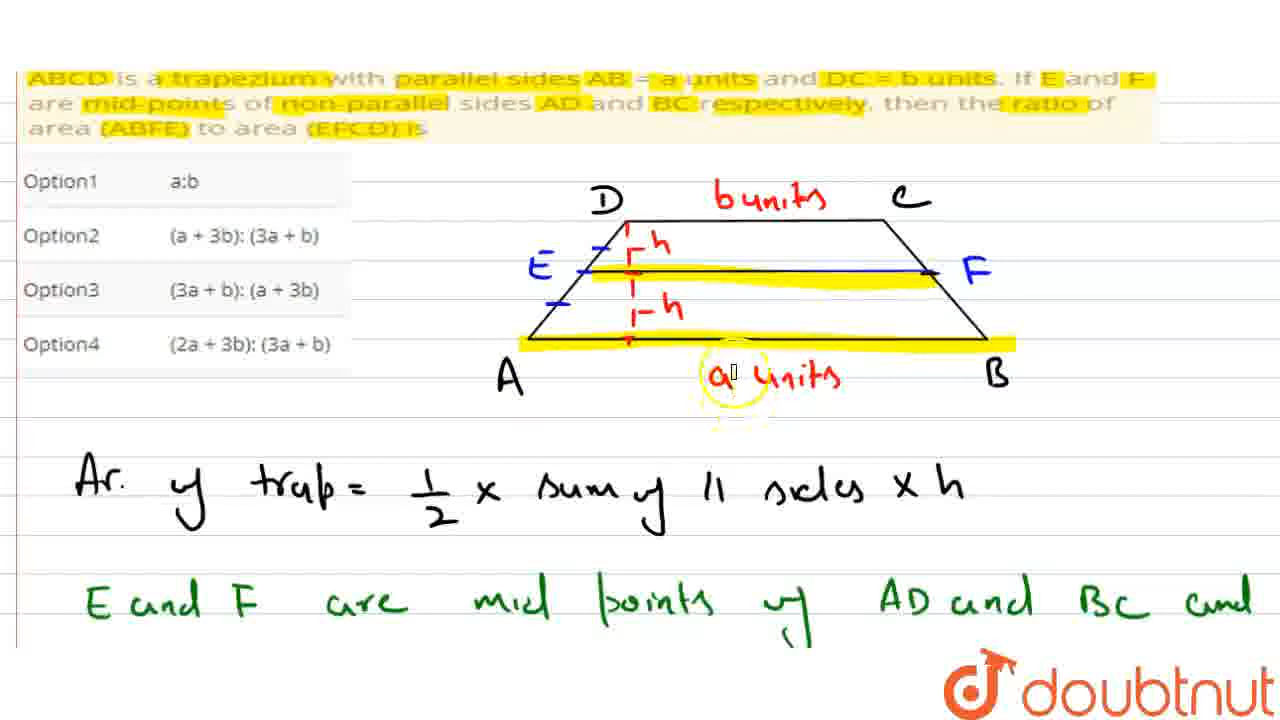 ABCD is a trapezium with parallel sides AB = a units and DC = b units. If E and F
are mid-points of non-parallel sides AD and BC respectively, then the ratio of
area (ABFE) to area (EFCD) is
Option1 a:b
Option2 (a + 3b): (3a + b)
Option3 (3a + b): (a + 3b)
Option4 (2a + 3b): (3a + b)
D b units C
h
E F
h
A a units B
Ar. of trap = 1/2 × sum of || sides × h
E and F are mid points of AD and BC and
doubtnut